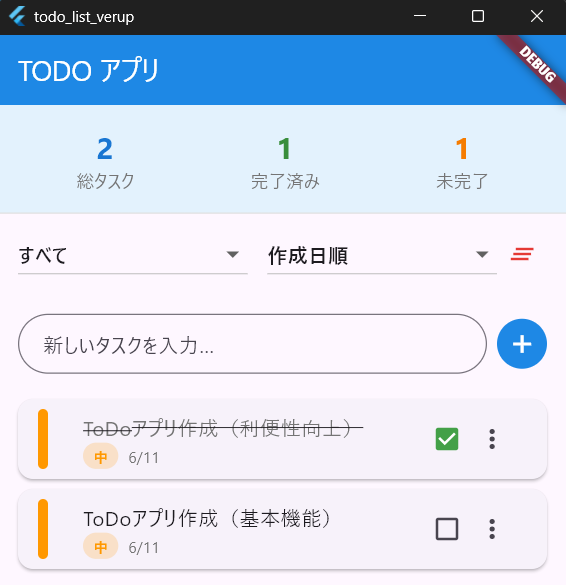 todo_list_verup
TODO アプリ
DEBUG
2 1 1
総タスク 完了済み 未完了
すべて 作成日順
新しいタスクを入力...
ToDoアプリ作成（利便性向上）
中 6/11
ToDoアプリ作成（基本機能）
中 6/11